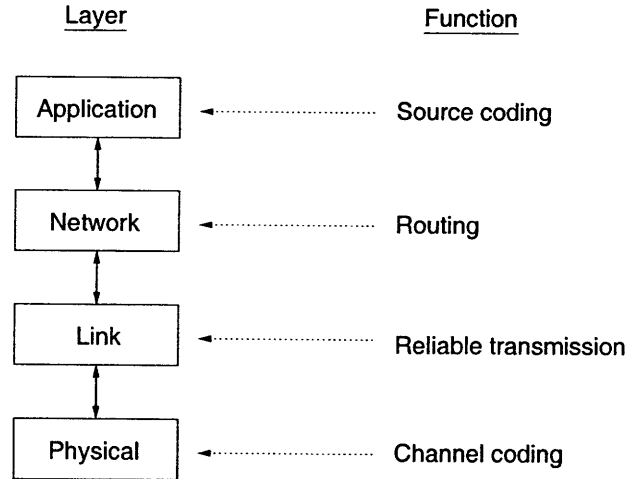 Layer
Function
Application
Source coding
Network
Routing
Link
Reliable transmission
Physical
Channel coding